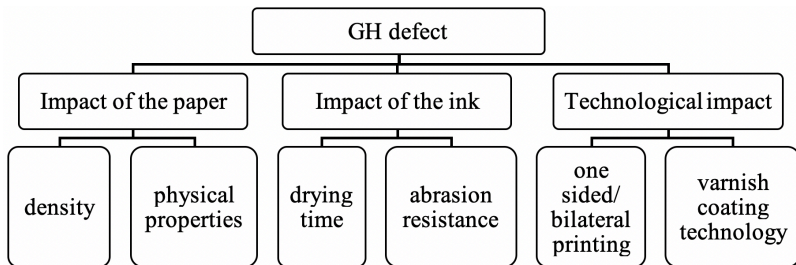 GH defect
Impact of the paper
Impact of the ink
Technological impact
density
physical
properties
drying
time
abrasion
resistance
one
sided/
bilateral
printing
varnish
coating
technology